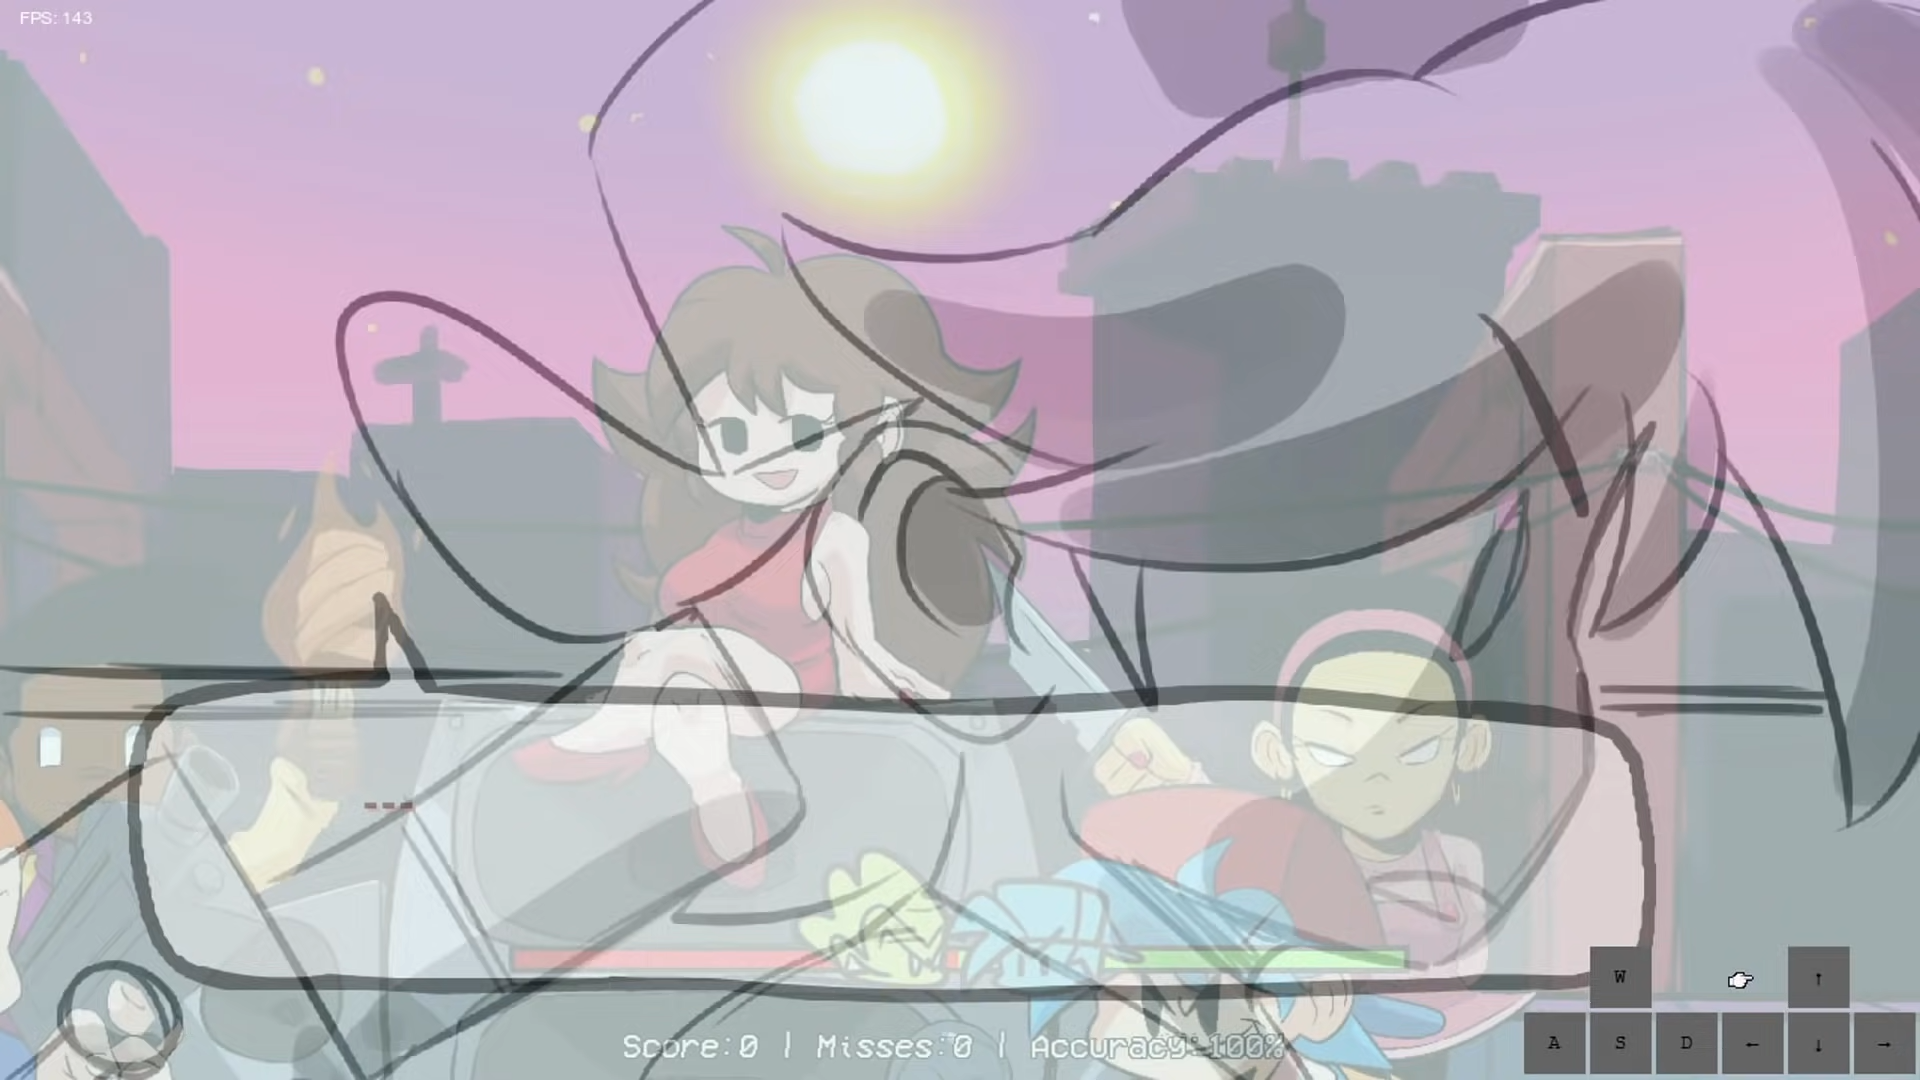 FPS: 143
---
W ↑
A S D ← ↓ →
Score:0 | Misses:0 | Accuracy:100%